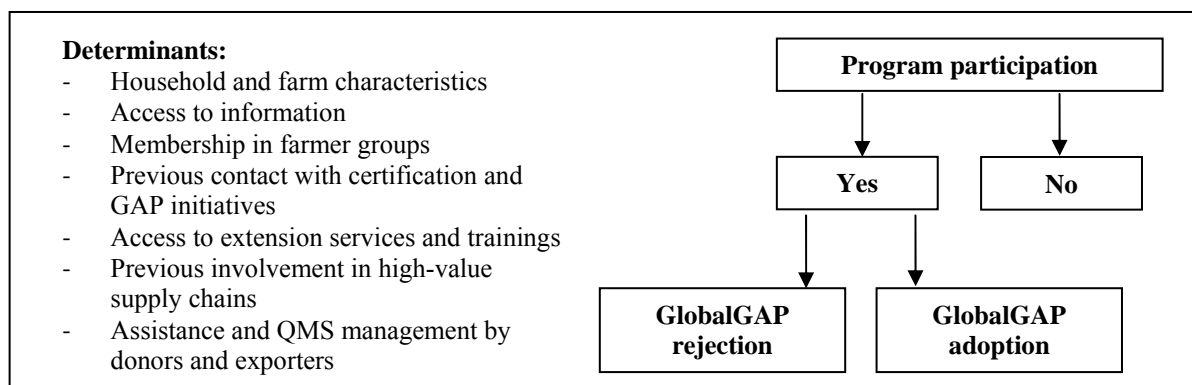 Determinants:
- Household and farm characteristics
- Access to information
- Membership in farmer groups
- Previous contact with certification and
GAP initiatives
- Access to extension services and trainings
- Previous involvement in high-value
supply chains
- Assistance and QMS management by
donors and exporters
Program participation
Yes
No
GlobalGAP
rejection
GlobalGAP
adoption